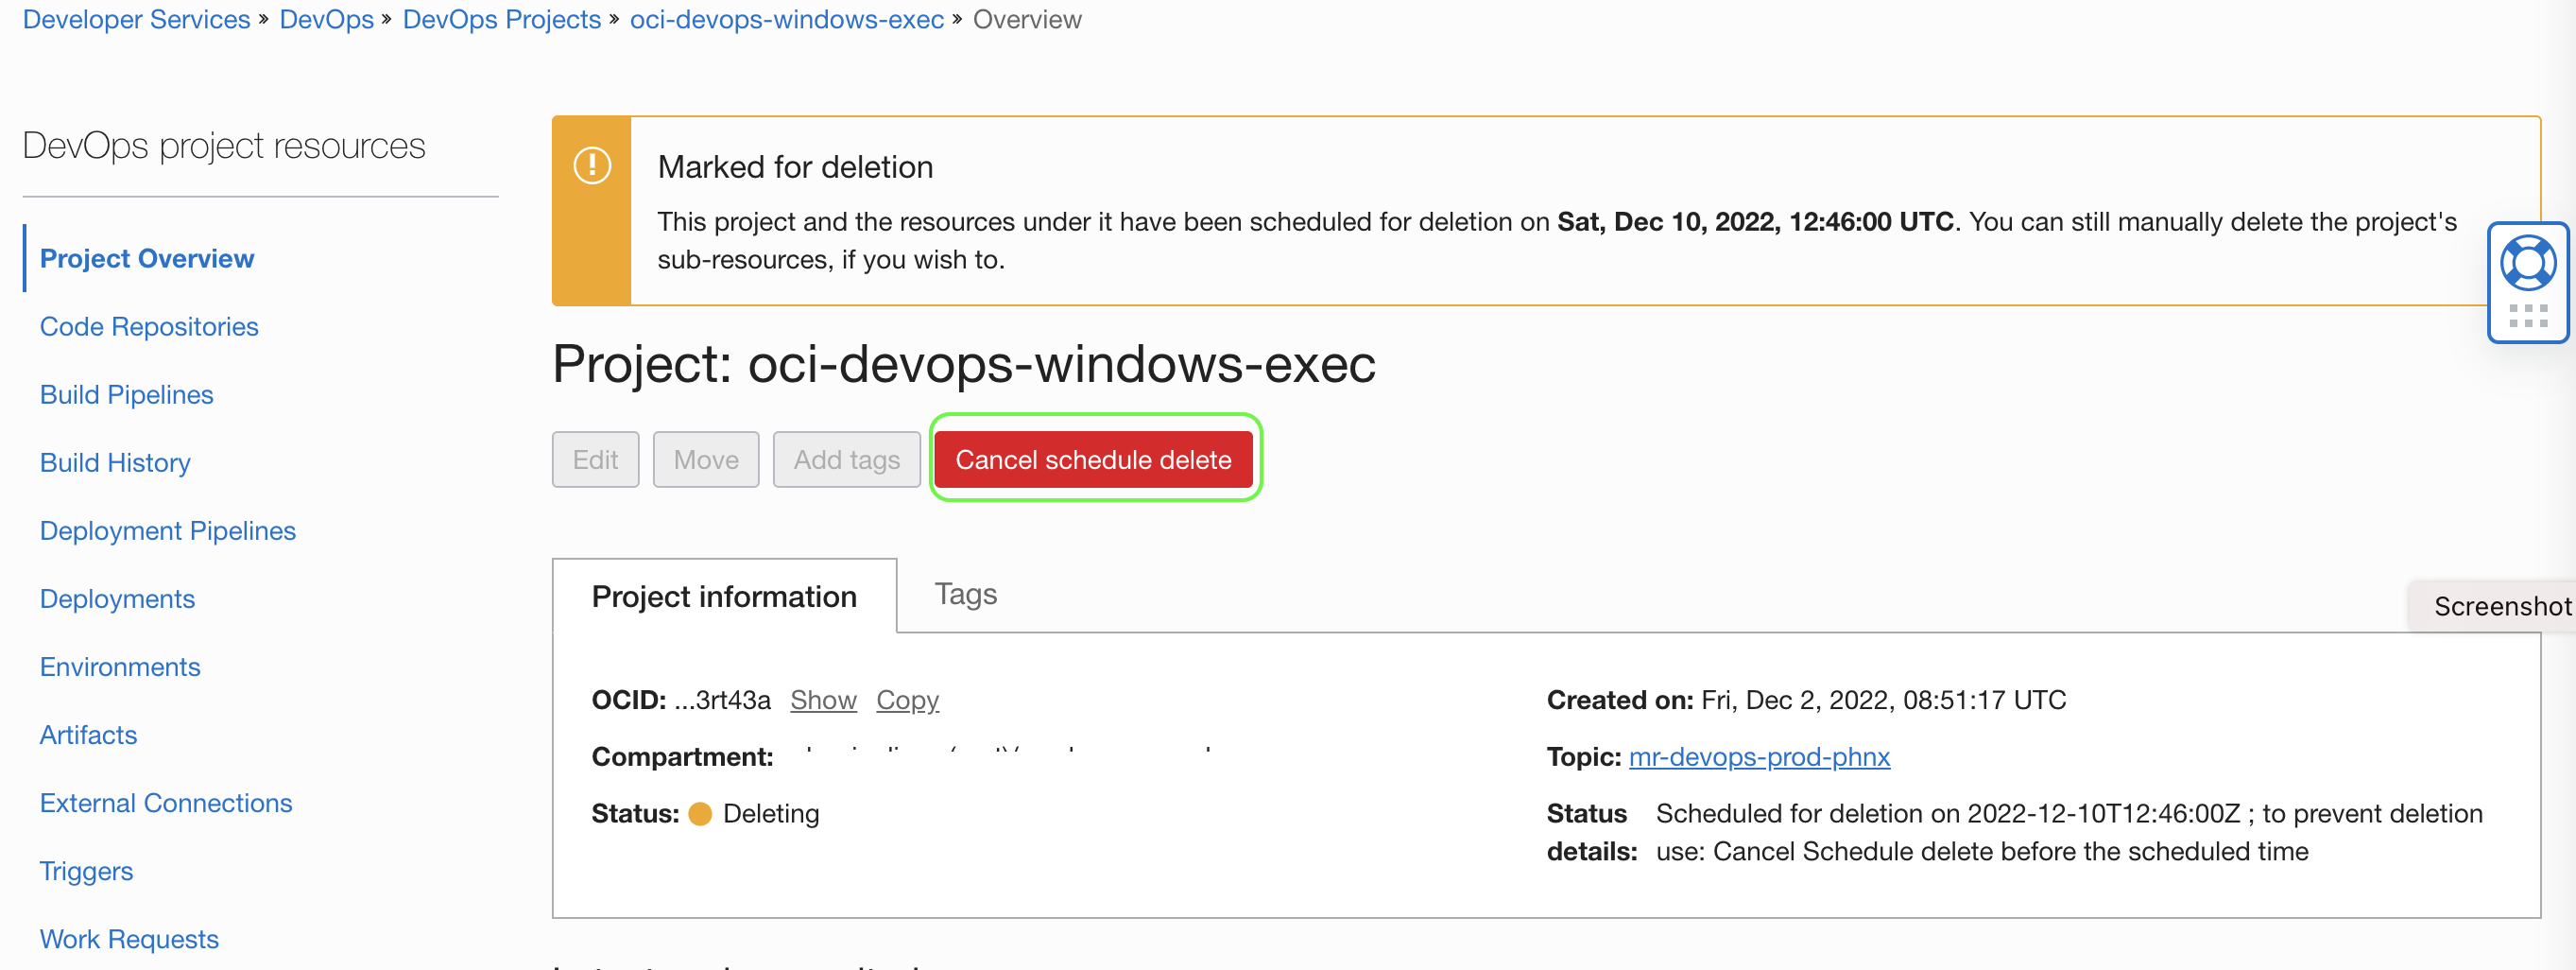 Developer Services » DevOps » DevOps Projects » oci-devops-windows-exec » Overview
DevOps project resources
Project Overview
Code Repositories
Build Pipelines
Build History
Deployment Pipelines
Deployments
Environments
Artifacts
External Connections
Triggers
Work Requests
Marked for deletion
This project and the resources under it have been scheduled for deletion on Sat, Dec 10, 2022, 12:46:00 UTC. You can still manually delete the project's
sub-resources, if you wish to.
Project: oci-devops-windows-exec
Edit Move Add tags Cancel schedule delete
Project information Tags
Screenshot
OCID: ...3rt43a Show Copy
Compartment:
Status: Deleting
Created on: Fri, Dec 2, 2022, 08:51:17 UTC
Topic: mr-devops-prod-phnx
Status details: Scheduled for deletion on 2022-12-10T12:46:00Z ; to prevent deletion
use: Cancel Schedule delete before the scheduled time